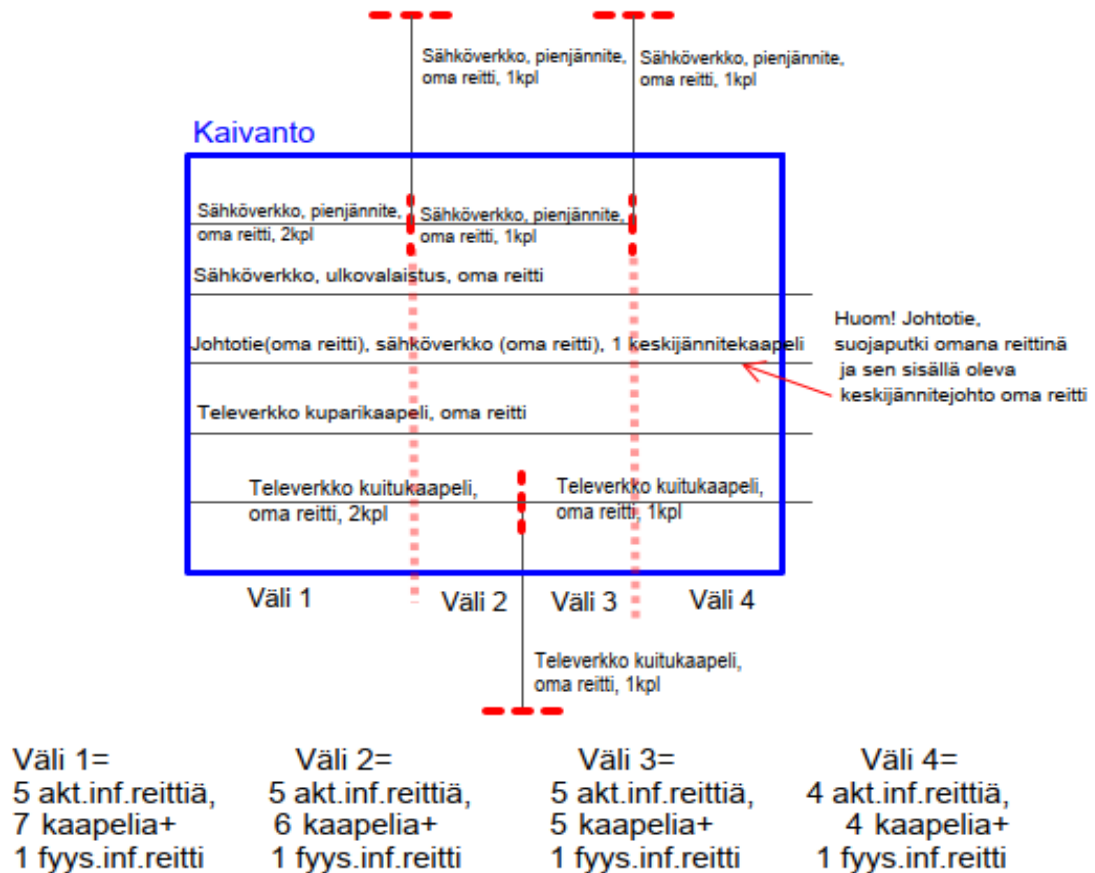 Sähköverkko, pienjännite,
oma reitti, 1kpl
Sähköverkko, pienjännite,
oma reitti, 1kpl
Kaivanto
Sähköverkko, pienjännite,
oma reitti, 2kpl
Sähköverkko, pienjännite,
oma reitti, 1kpl
Sähköverkko, ulkovalaistus, oma reitti
Johtotie(oma reitti), sähköverkko (oma reitti), 1 keskijännitekaapeli
Huom! Johtotie,
suojaputki omana reittinä
ja sen sisällä oleva
keskijännitejohto oma reitti
Televerkko kuparikaapeli, oma reitti
Televerkko kuitukaapeli,
oma reitti, 2kpl
Televerkko kuitukaapeli,
oma reitti, 1kpl
Väli 1
Väli 2
Väli 3
Väli 4
Televerkko kuitukaapeli,
oma reitti, 1kpl
Väli 1=
5 akt.inf.reittiä,
7 kaapelia+
1 fyys.inf.reitti
Väli 2=
5 akt.inf.reittiä,
6 kaapelia+
1 fyys.inf.reitti
Väli 3=
5 akt.inf.reittiä,
5 kaapelia+
1 fyys.inf.reitti
Väli 4=
4 akt.inf.reittiä,
4 kaapelia+
1 fyys.inf.reitti